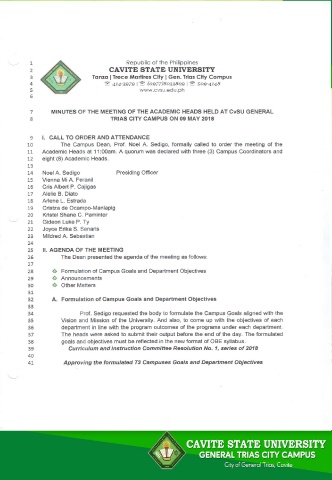 1 Republic of the Philippines
2 CAVITE STATE UNIVERSITY
3 Tanza | Trece Martires City | Gen. Trias City Campus
4
5 www.cvsu.edu.ph
6
7 MINUTES OF THE MEETING OF THE ACADEMIC HEADS HELD AT CvSU GENERAL
8 TRIAS CITY CAMPUS ON 09 MAY 2018
9 I. CALL TO ORDER AND ATTENDANCE
10 The Campus Dean, Prof. Noel A. Sedigo, formally called to order the meeting of the
11 Academic Heads at 11:00am. A quorum was declared with three (3) Campus Coordinators and
12 eight (8) Academic Heads.
13
14 Noel A. Sedigo Presiding Officer
15 Vienna Mi A. Feranil
16 Cris Albert P. Cajigas
17 Aielle B. Dlato
18 Arlene L. Estrada
19 Cristza de Ocampo-Manlapig
20 Kristel Shane C. Paminter
21 Gideon Luke P. Ty
22 Joyce Erika S. Senaris
23 Mildred A. Sebastian
24
25 II. AGENDA OF THE MEETING
26 The Dean presented the agenda of the meeting as follows:
27
28 Formulation of Campus Goals and Department Objectives
29 Announcements
30 Other Matters
31
32 A. Formulation of Campus Goals and Department Objectives
33
34 Prof. Sedigo requested the body to formulate the Campus Goals aligned with the
35 Vision and Mission of the University. And also, to come up with the objectives of each
36 department in line with the program outcomes of the programs under each department.
37 The heads were asked to submit their output before the end of the day. The formulated
38 goals and objectives must be reflected in the new format of OBE syllabus.
39 Curriculum and Instruction Committee Resolution No. 1, series of 2018
40
41 Approving the formulated T3 Campuses Goals and Department Objectives
CAVITE STATE UNIVERSITY
GENERAL TRIAS CITY CAMPUS
City of General Trias, Cavite